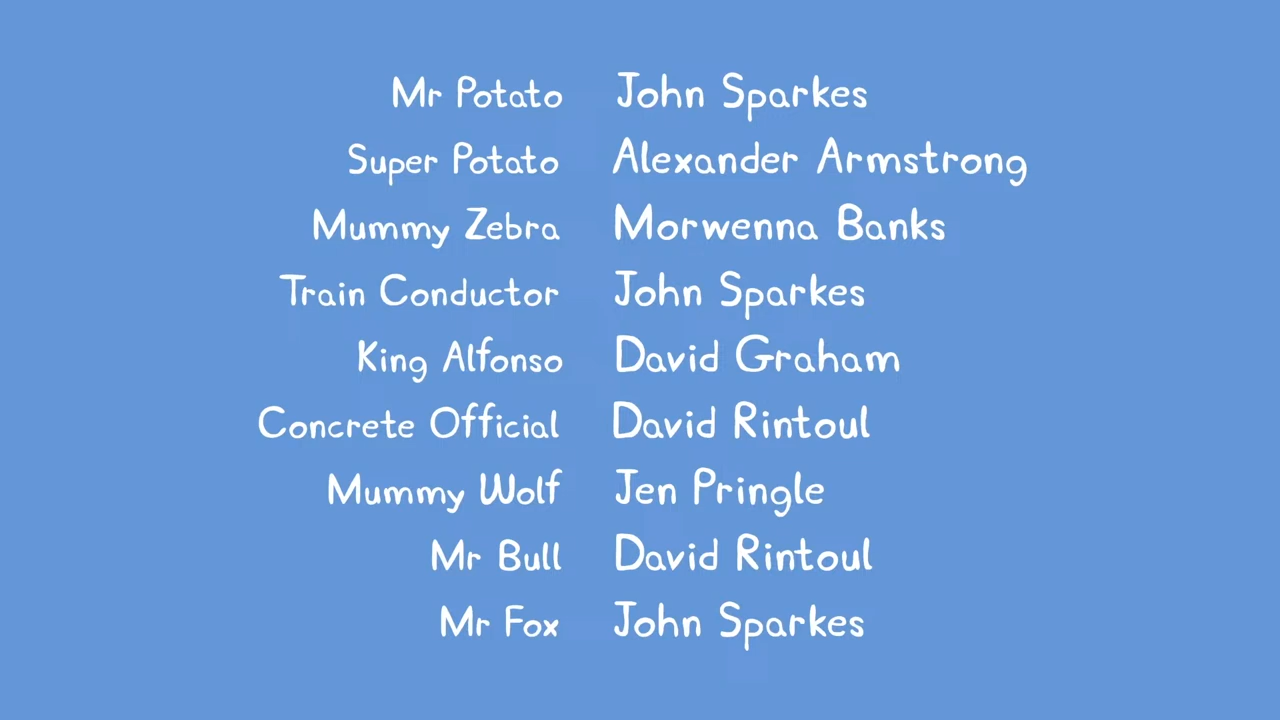 Mr Potato John Sparkes
Super Potato Alexander Armstrong
Mummy Zebra Morwenna Banks
Train Conductor John Sparkes
King Alfonso David Graham
Concrete Official David Rintoul
Mummy Wolf Jen Pringle
Mr Bull David Rintoul
Mr Fox John Sparkes